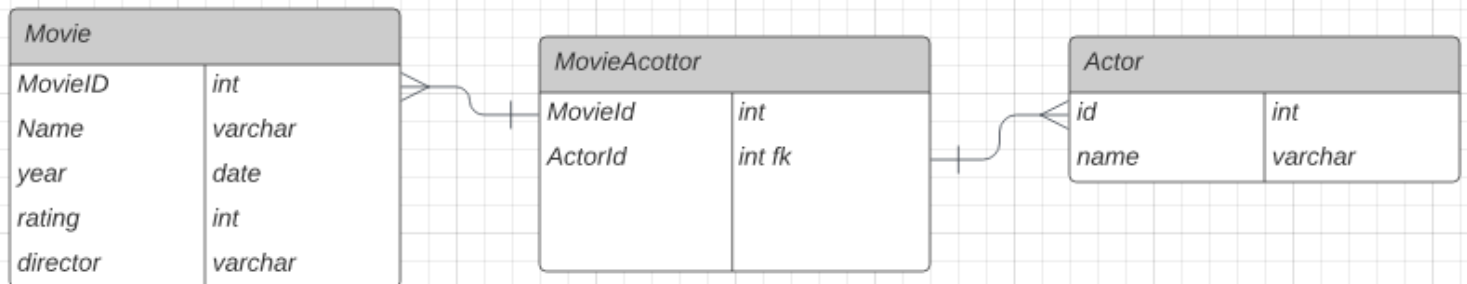 Movie
MovieID int
Name varchar
year date
rating int
director varchar
MovieAcottor
MovieId int
ActorId int fk
Actor
id int
name varchar